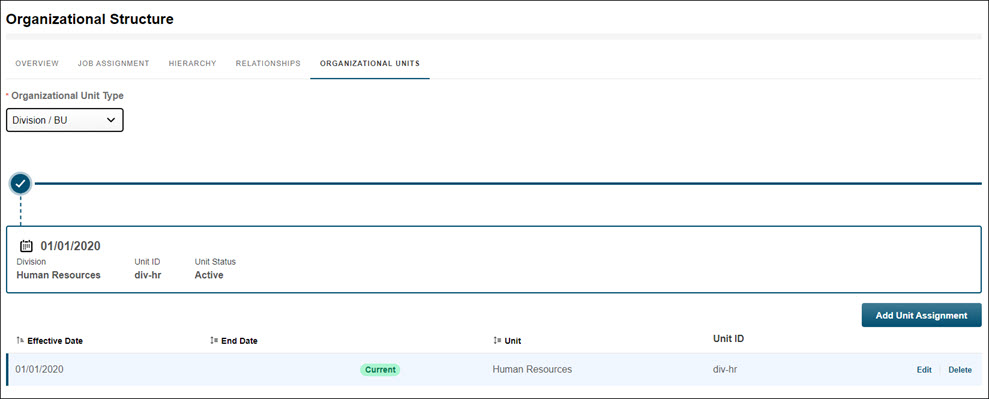 Organizational Structure
OVERVIEW JOB ASSIGNMENT HIERARCHY RELATIONSHIPS ORGANIZATIONAL UNITS
* Organizational Unit Type
Division / BU
01/01/2020
Division Unit ID Unit Status
Human Resources div-hr Active
Add Unit Assignment
Effective Date End Date Unit Unit ID
01/01/2020 Current Human Resources div-hr Edit Delete